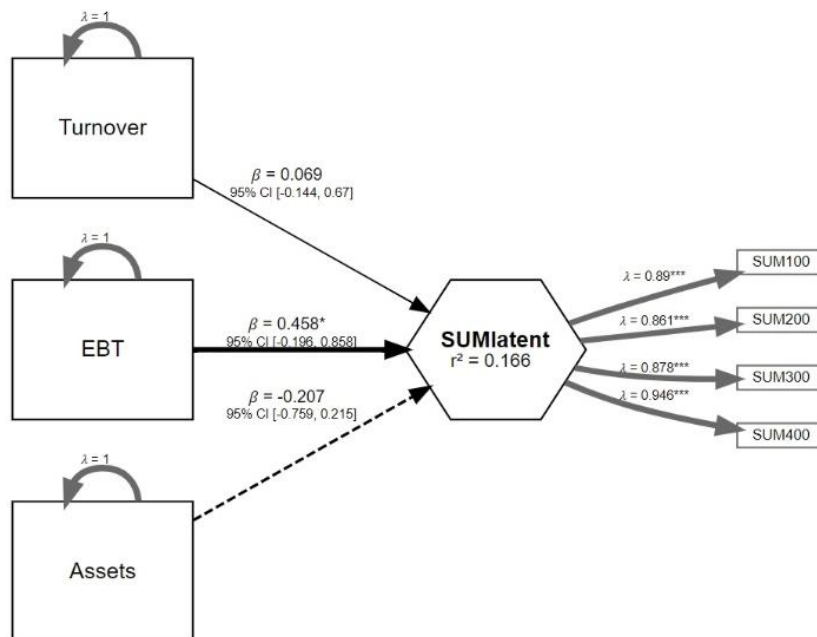 λ = 1
Turnover
β = 0.069
95% CI [-0.144, 0.67]
λ = 1
EBT
β = 0.458*
95% CI [-0.196, 0.858]
β = -0.207
95% CI [-0.759, 0.215]
λ = 1
Assets
SUMlatent
r² = 0.166
λ = 0.89***
SUM100
λ = 0.861***
SUM200
λ = 0.878***
SUM300
λ = 0.946***
SUM400